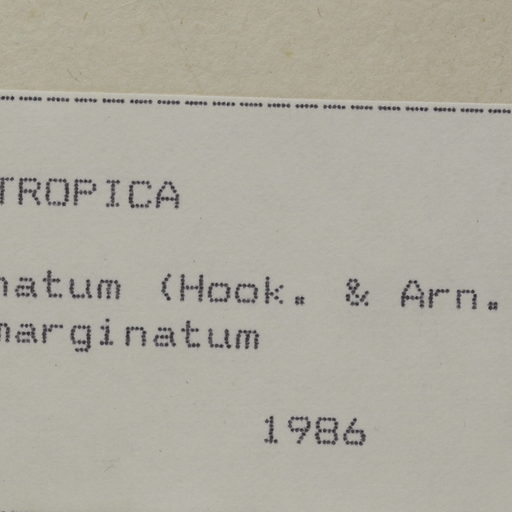 TROPICA
natum (Hook. & Arn.
marginatum
1986